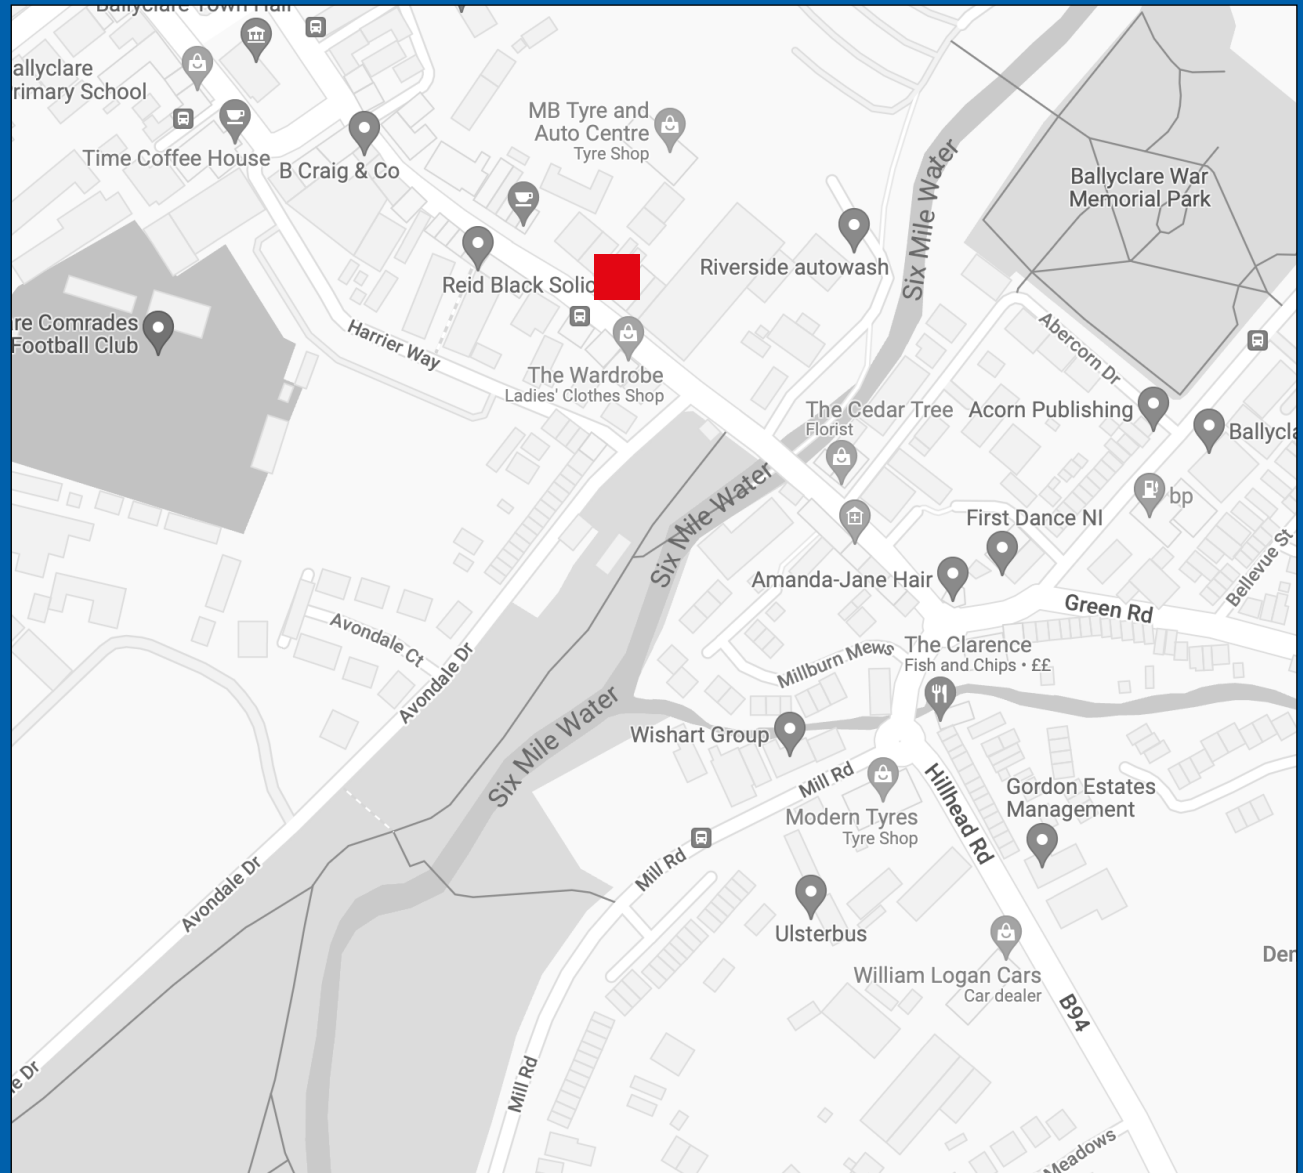 Ballyclare Town Hall
allyclare
rimary School
Time Coffee House
B Craig & Co
MB Tyre and
Auto Centre
Tyre Shop
Six Mile Water
Ballyclare War
Memorial Park
Riverside autowash
Reid Black Solic
re Comrades
Football Club
Harrier Way
Abercorn Dr
The Wardrobe
Ladies' Clothes Shop
The Cedar Tree
Florist
Acorn Publishing
Ballycla
bp
Six Mile Water
First Dance NI
Amanda-Jane Hair
Bellevue St
Green Rd
Avondale Ct
Avondale Dr
Millburn Mews
The Clarence
Fish and Chips • ££
Six Mile Water
Wishart Group
Mill Rd
Hillhead Rd
Gordon Estates
Management
Modern Tyres
Tyre Shop
Mill Rd
Avondale Dr
Ulsterbus
Der
William Logan Cars
Car dealer
B94
le Dr
Mill Rd
Meadows